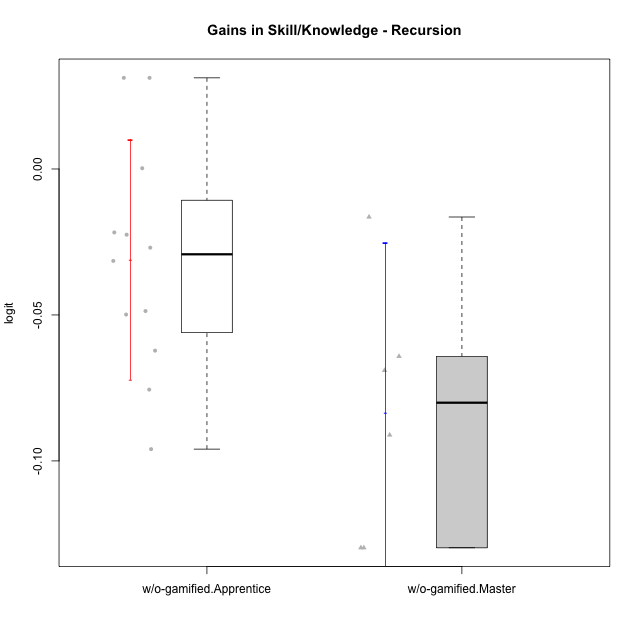 Gains in Skill/Knowledge - Recursion
logit
0.00
-0.05
-0.10
w/o-gamified.Apprentice
w/o-gamified.Master